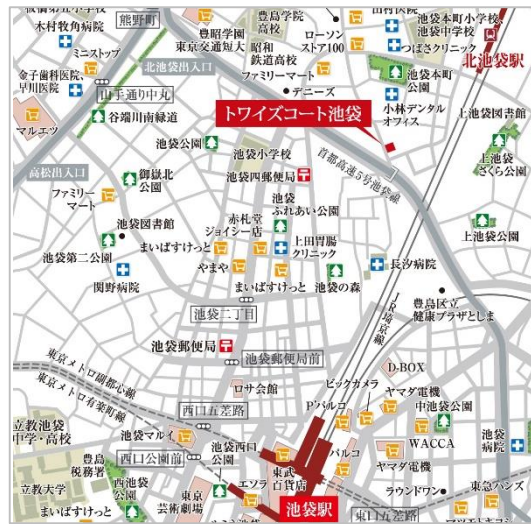 熊野町
木村牧角病院
ミニストップ
金子歯科医院、
早川医院
マルエツ
山手通り中丸
谷端川南緑道
高松出入口
豊島学院
高校
豊昭学園
東京交通短大
昭和
鉄道高校
ローソン
ストア100
北池袋出入口
ファミリーマート
デニーズ
池袋本町小学校、
池袋中学校
つばさクリニック
池袋本町
公園
小林デンタル
オフィス
北池袋駅
上池袋図書館
上池袋
さくら公園
上池袋公園
トワイズコート池袋
首都高速5号池袋線
池袋公園
池袋小学校
池袋四郵便局
御嶽北
公園
ファミリー
マート
池袋図書館
池袋第二公園
関野病院
赤札堂
ジョイシー店
まいばすけっと
やまや
池袋
ふれあい公園
上田胃腸
クリニック
まいばすけっと
池袋の森
長汐病院
豊島区立
健康プラザとしま
JR埼京線
池袋二丁目
池袋郵便局
池袋郵便局前
東京メトロ副都心線
東京メトロ有楽町線
ロサ会館
西口五差路
ビックカメラ
P'パルコ
パルコ
D-BOX
ヤマダ電機
中池袋公園
WACCA
ヤマダ電機
池袋
病院
立教池袋
中学・高校
豊島
税務署
立教大学
池袋マルイ
西口公園前
池袋西口
公園
西池袋
公園
東京
芸術劇場
エソラ
東武
百貨店
池袋駅
ラウンドワン
東急ハンズ
東口五差路